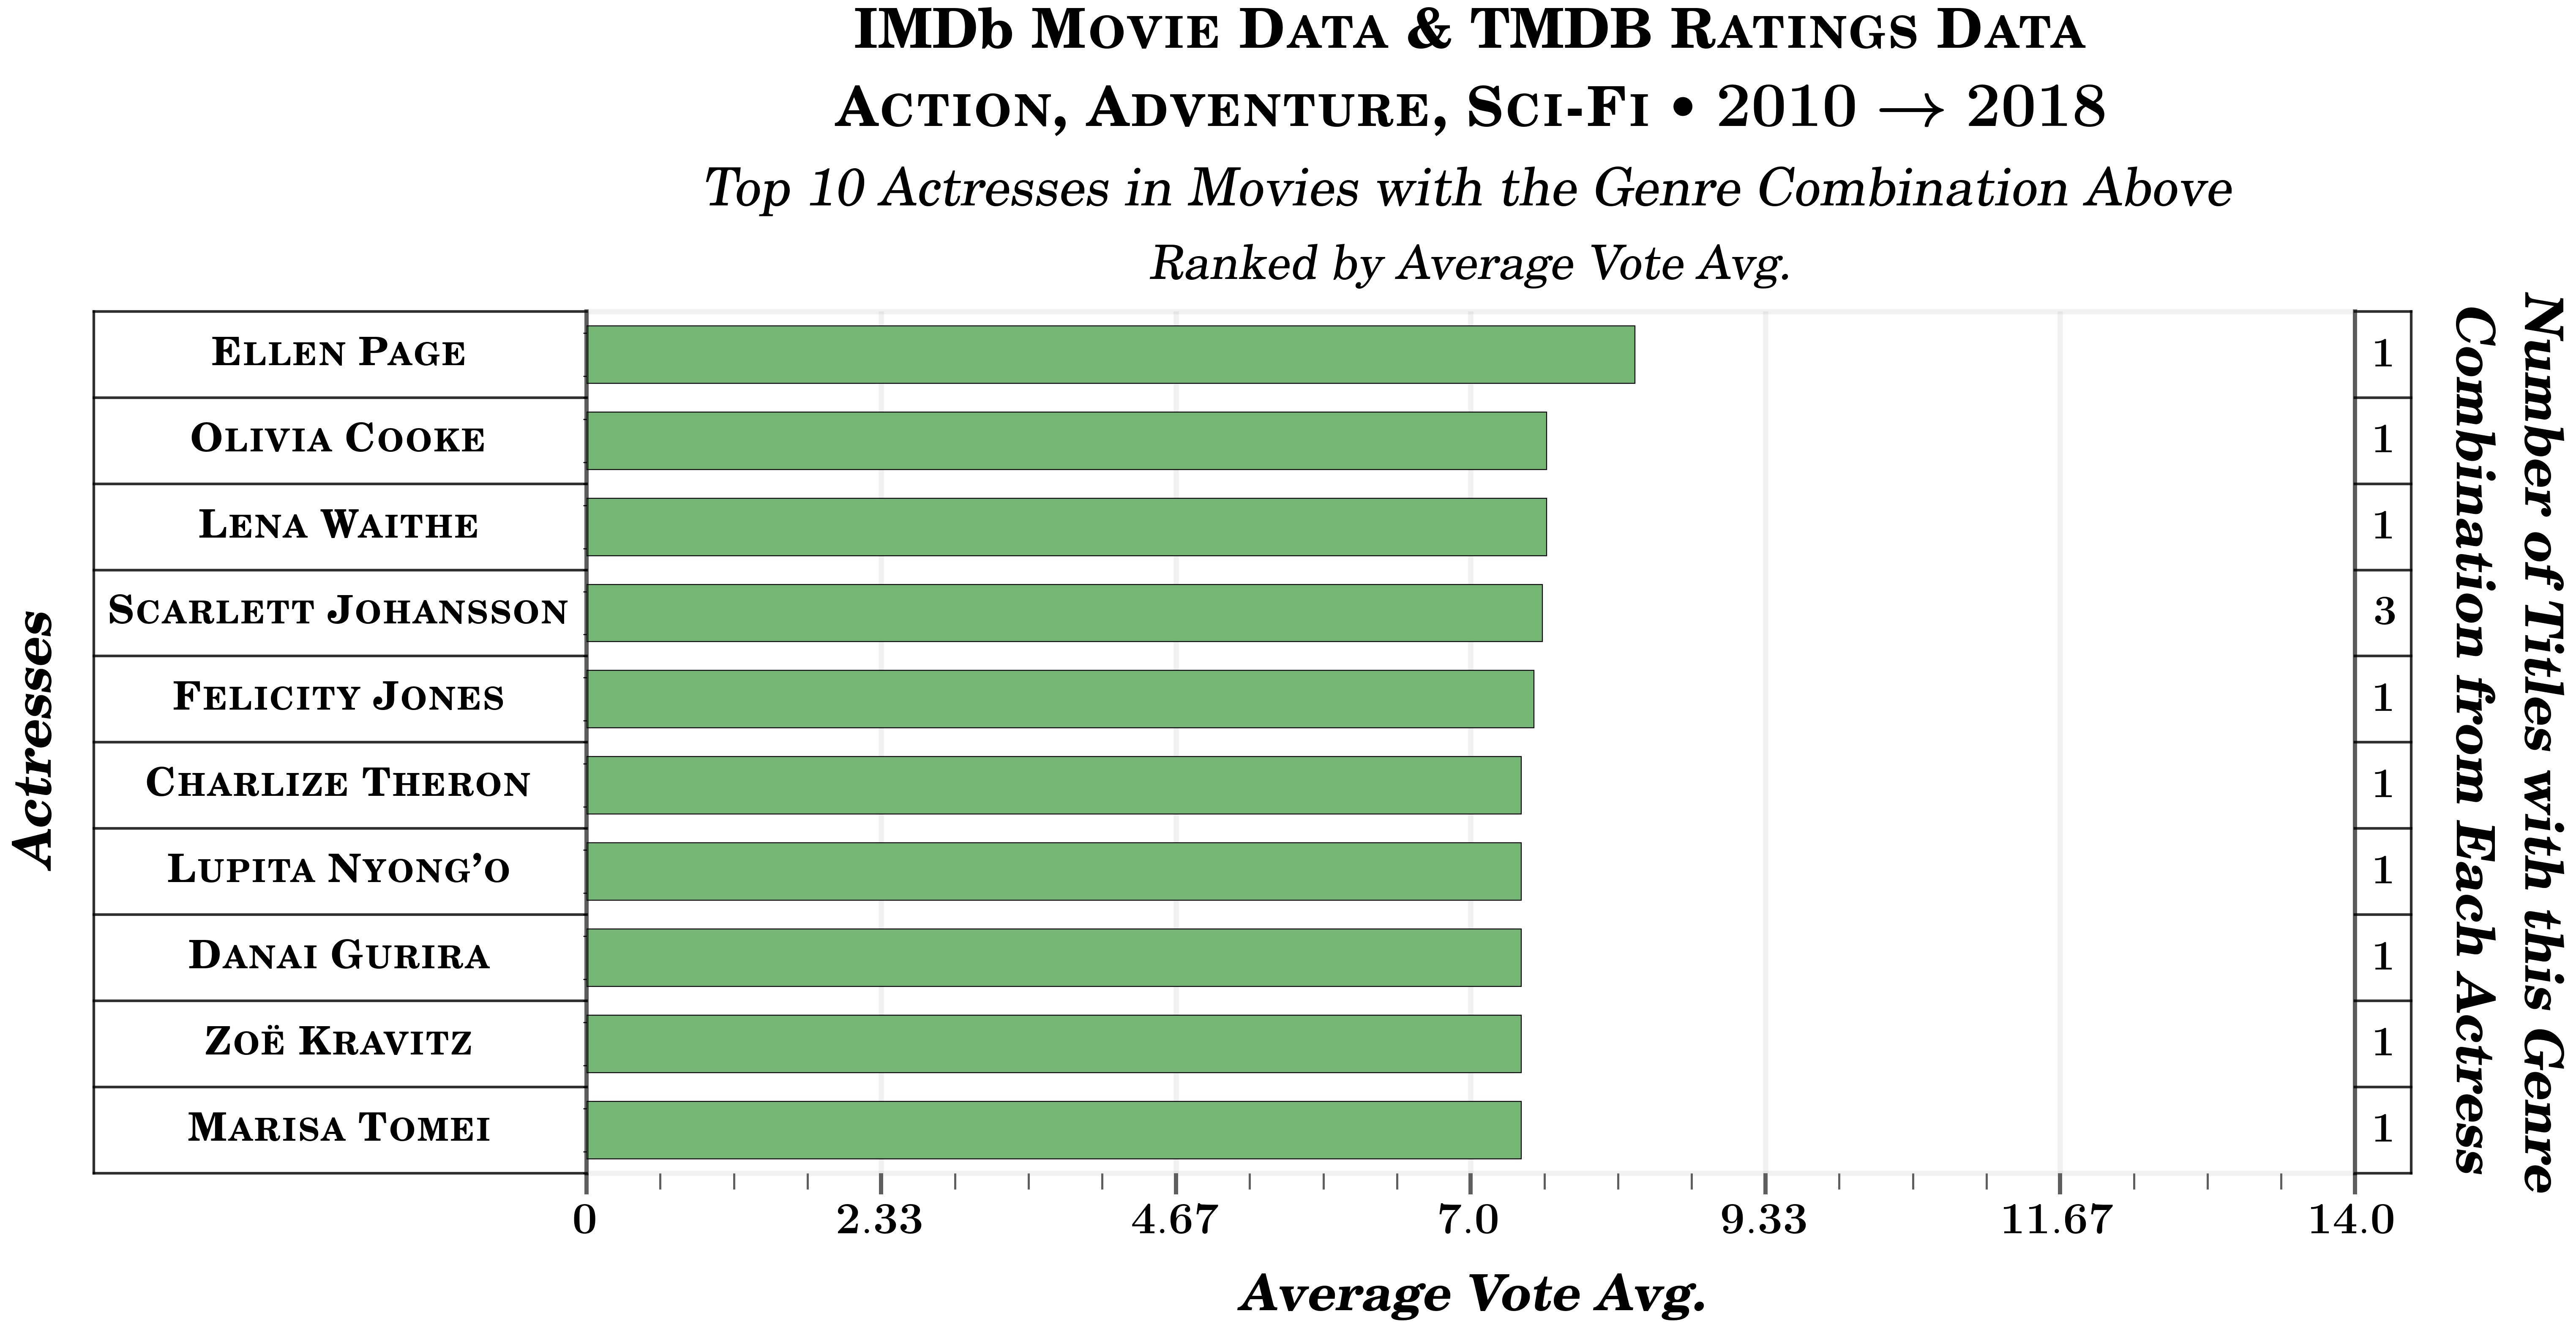 IMDb Movie Data & TMDB Ratings Data
Action, Adventure, Sci-Fi • 2010 → 2018
Top 10 Actresses in Movies with the Genre Combination Above
Ranked by Average Vote Avg.
Actresses
Ellen Page 1
Olivia Cooke 1
Lena Waithe 1
Scarlett Johansson 3
Felicity Jones 1
Charlize Theron 1
Lupita Nyong’o 1
Danai Gurira 1
Zoë Kravitz 1
Marisa Tomei 1
0 2.33 4.67 7.0 9.33 11.67 14.0
Average Vote Avg.
Number of Titles with this Genre
Combination from Each Actress